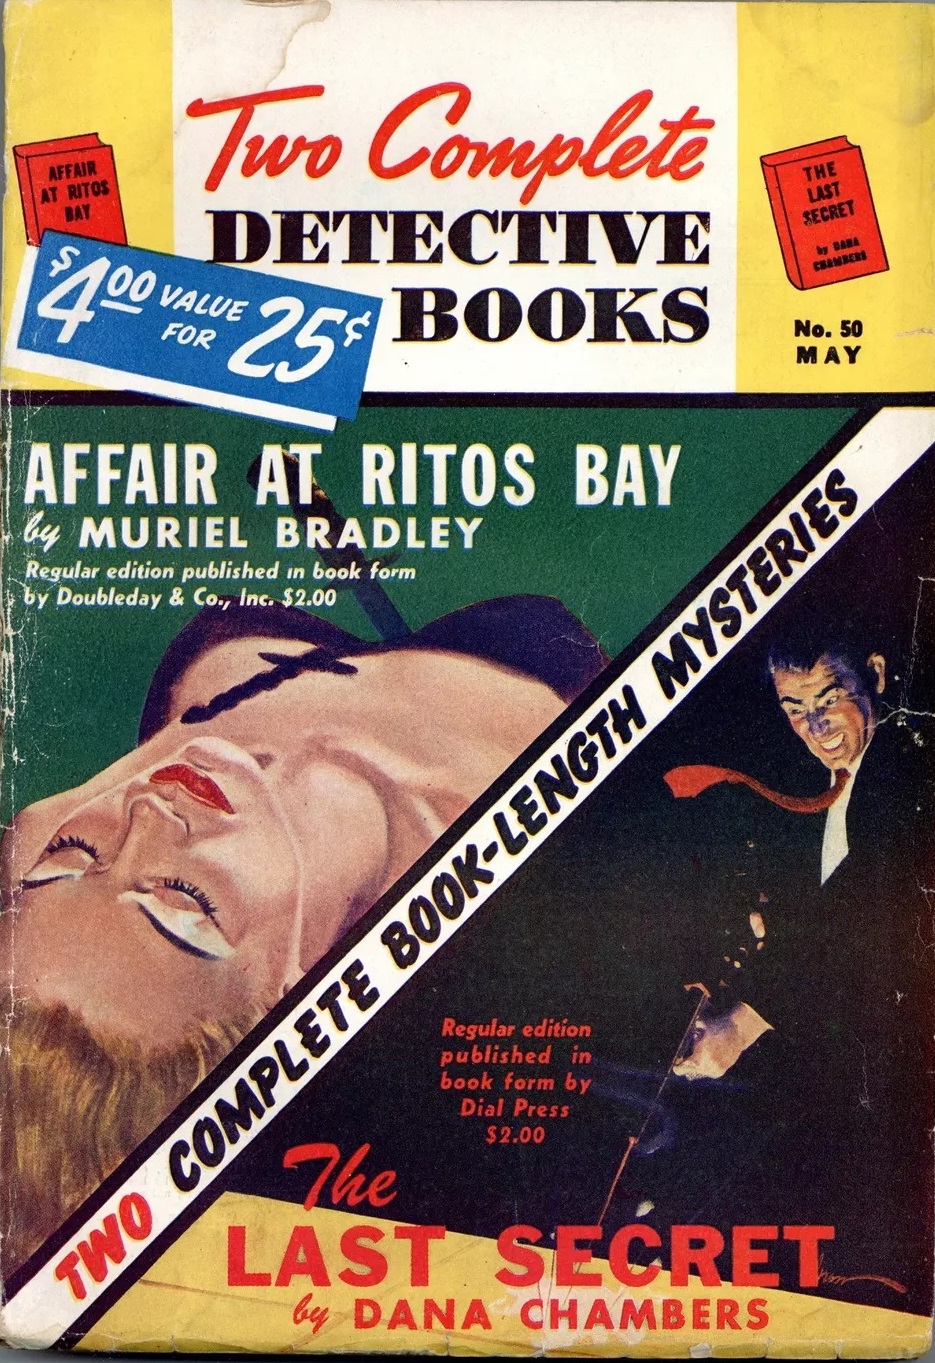 Two Complete
DETECTIVE
BOOKS
AFFAIR
AT RITOS
BAY
THE
LAST
SECRET
by DANA
CHAMBERS
$4.00 VALUE
FOR 25¢
No. 50
MAY
AFFAIR AT RITOS BAY
by MURIEL BRADLEY
Regular edition published in book form
by Doubleday & Co., Inc. $2.00
TWO COMPLETE BOOK-LENGTH MYSTERIES
Regular edition
published in
book form by
Dial Press
$2.00
The
LAST SECRET
by DANA CHAMBERS